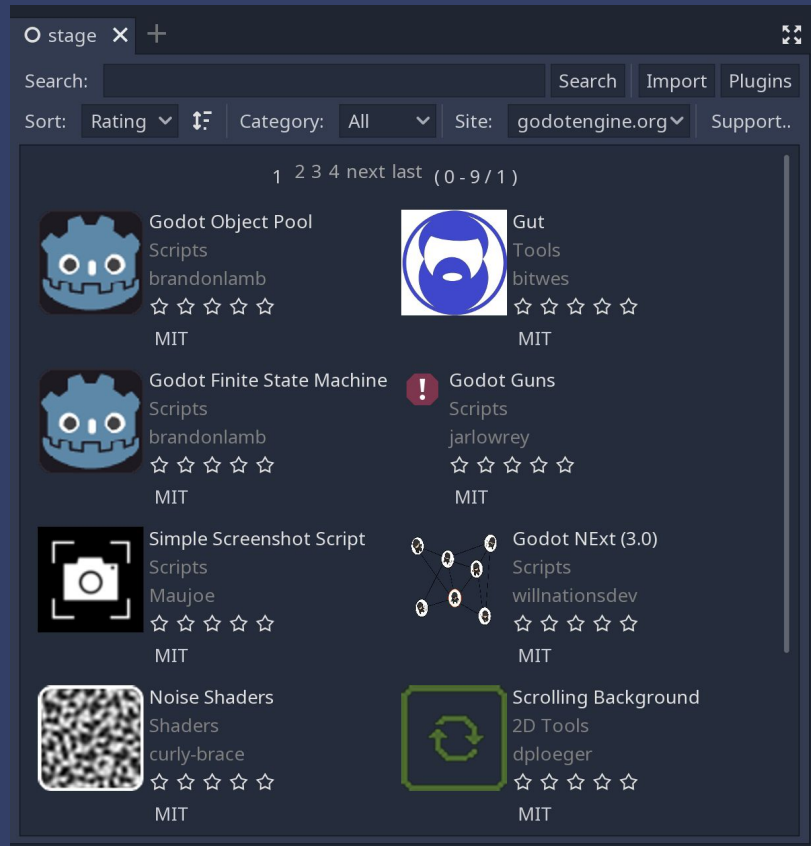 stage
Search: Search Import Plugins
Sort: Rating Category: All Site: godotengine.org Support..
1 2 3 4 next last ( 0 - 9 / 1 )
Godot Object Pool
Scripts
brandonlamb
MIT
Gut
Tools
bitwes
MIT
Godot Finite State Machine
Scripts
brandonlamb
MIT
Godot Guns
Scripts
jarlowrey
MIT
Simple Screenshot Script
Scripts
Maujoe
MIT
Godot NExt (3.0)
Scripts
willnationsdev
MIT
Noise Shaders
Shaders
curly-brace
MIT
Scrolling Background
2D Tools
dploeger
MIT